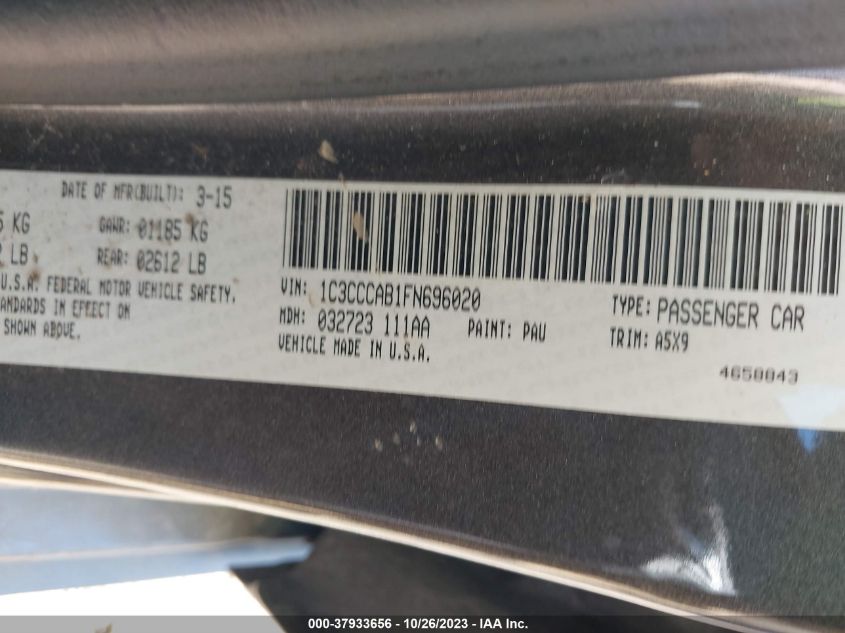 DATE OF MFR(BUILT): 3-15
KG GAWR: 01185 KG
LB REAR: 02612 LB
U.S.A. FEDERAL MOTOR VEHICLE SAFETY.
IN EFFECT ON
SHOWN ABOVE.
VIN: 1C3CCCAB1FN696020
MDH: 032723 111AA PAINT: PAU
VEHICLE MADE IN U.S.A.
TYPE: PASSENGER CAR
TRIM: A5X9
4650043
000-37933656 - 10/26/2023 - IAA Inc.